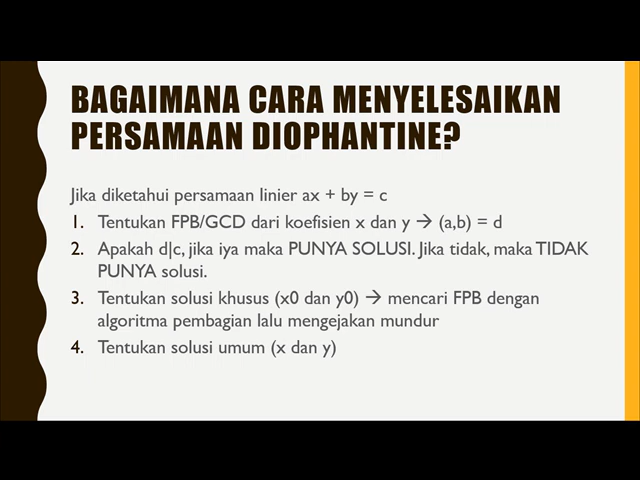 BAGAIMANA CARA MENYELESAIKAN
PERSAMAAN DIOPHANTINE?
Jika diketahui persamaan linier ax + by = c
1. Tentukan FPB/GCD dari koefisien x dan y → (a,b) = d
2. Apakah d|c, jika iya maka PUNYA SOLUSI. Jika tidak, maka TIDAK
PUNYA solusi.
3. Tentukan solusi khusus (x0 dan y0) → mencari FPB dengan
algoritma pembagian lalu mengejakan mundur
4. Tentukan solusi umum (x dan y)